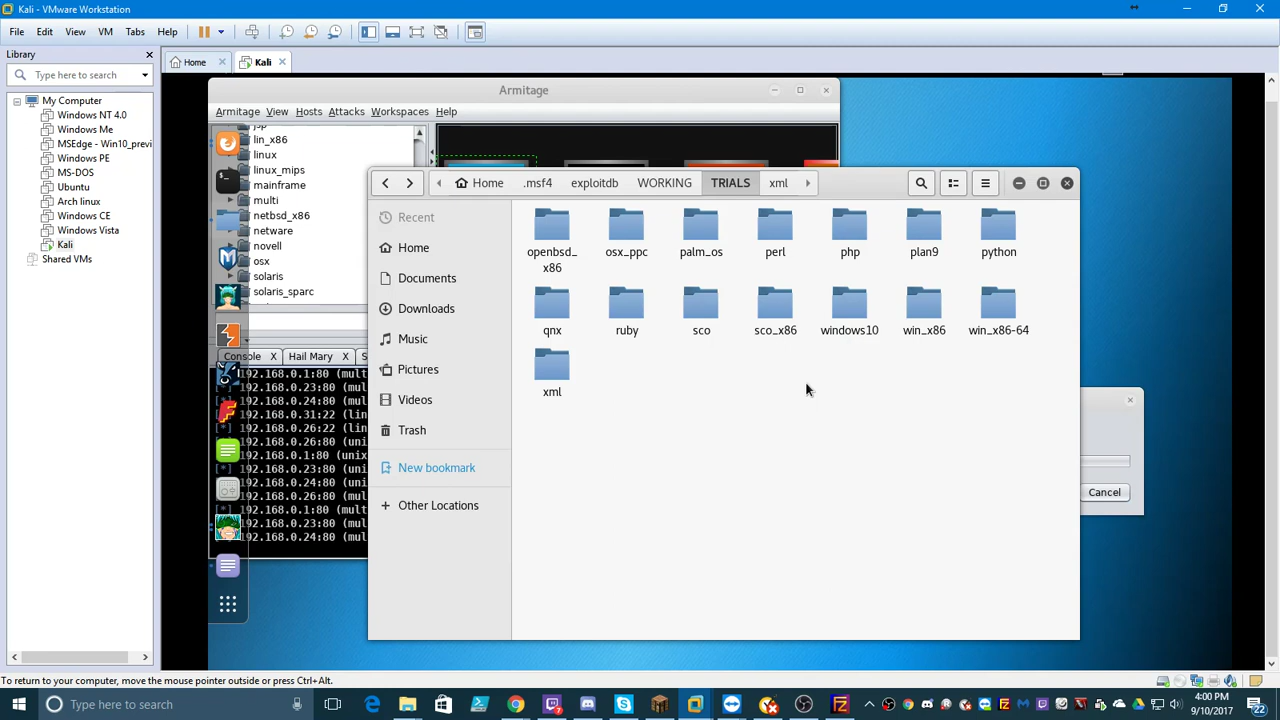 Kali - VMware Workstation
File Edit View VM Tabs Help
Library
Home
Kali
Type here to search
My Computer
Windows NT 4.0
Windows Me
MSEdge - Win10_previ
Windows PE
MS-DOS
Ubuntu
Arch linux
Windows CE
Windows Vista
Kali
Shared VMs
Armitage
Armitage View Hosts Attacks Workspaces Help
jsp
lin_x86
linux
linux_mips
mainframe
multi
netbsd_x86
netware
novell
osx
solaris
solaris_sparc
Console X Hail Mary X S
192.168.0.1:80 (mult
192.168.0.23:80 (mul
192.168.0.24:80 (mul
192.168.0.31:22 (lin
192.168.0.26:22 (lin
192.168.0.26:80 (uni
192.168.0.1:80 (unix
192.168.0.23:80 (uni
192.168.0.24:80 (uni
192.168.0.26:80 (mul
[*] 192.168.0.1:80 (mult
192.168.0.23:80 (mul
192.168.0.24:80 (mul
Home .msf4 exploitdb WORKING TRIALS xml
Recent
Home
Documents
Downloads
Music
Pictures
Videos
Trash
New bookmark
Other Locations
openbsd_x86 osx_ppc palm_os perl php plan9 python
qnx ruby sco sco_x86 windows10 win_x86 win_x86-64
xml
Cancel
To return to your computer, move the mouse pointer outside or press Ctrl+Alt.
Type here to search
4:00 PM
9/10/2017
22